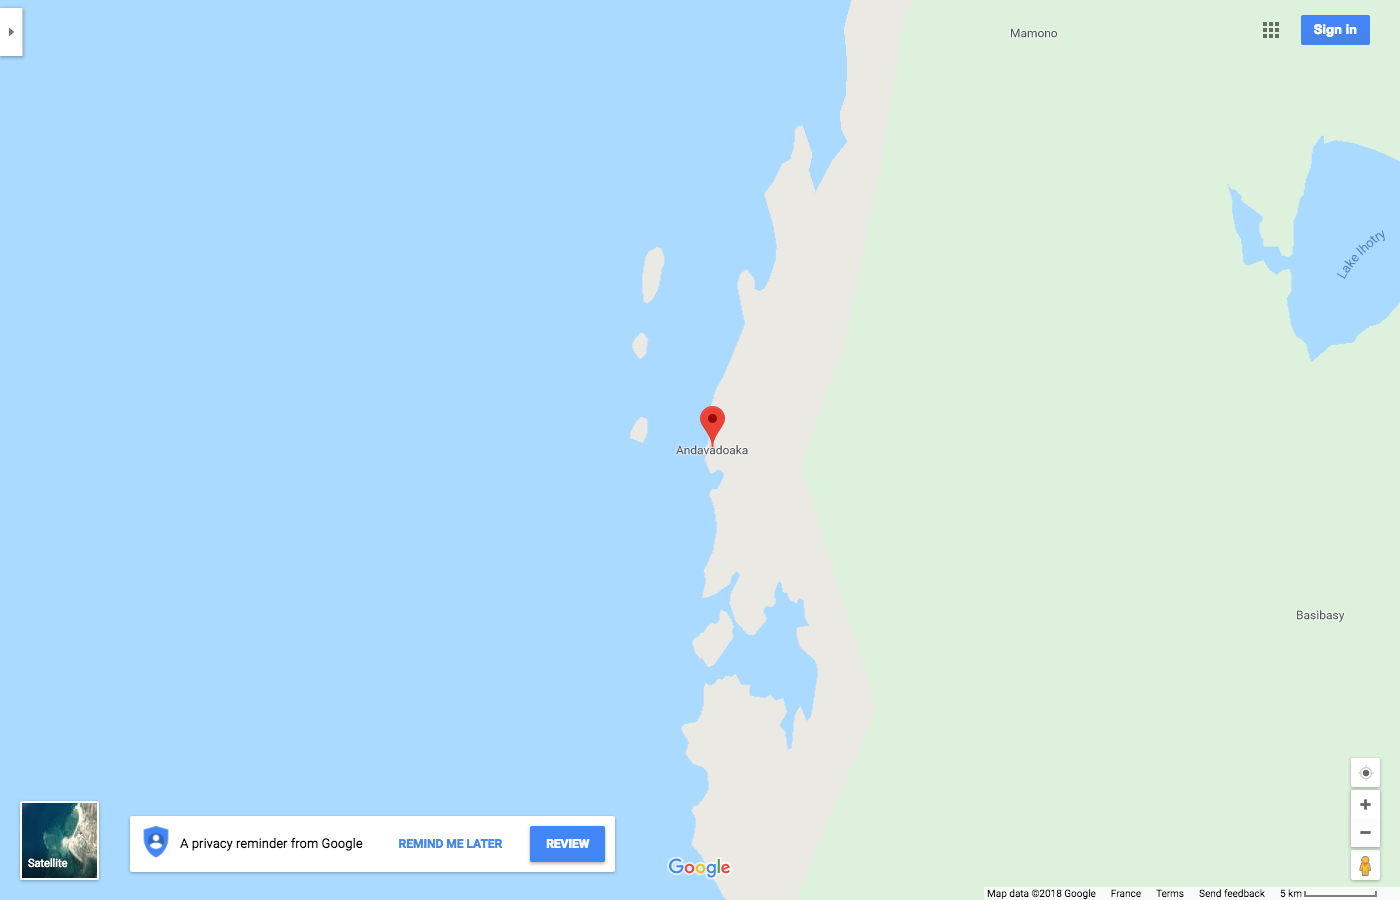 Mamono
Sign in
Lake Ihotry
Andavadoaka
Basibasy
Satellite
A privacy reminder from Google
REMIND ME LATER
REVIEW
Google
Map data ©2018 Google France Terms Send feedback 5 km